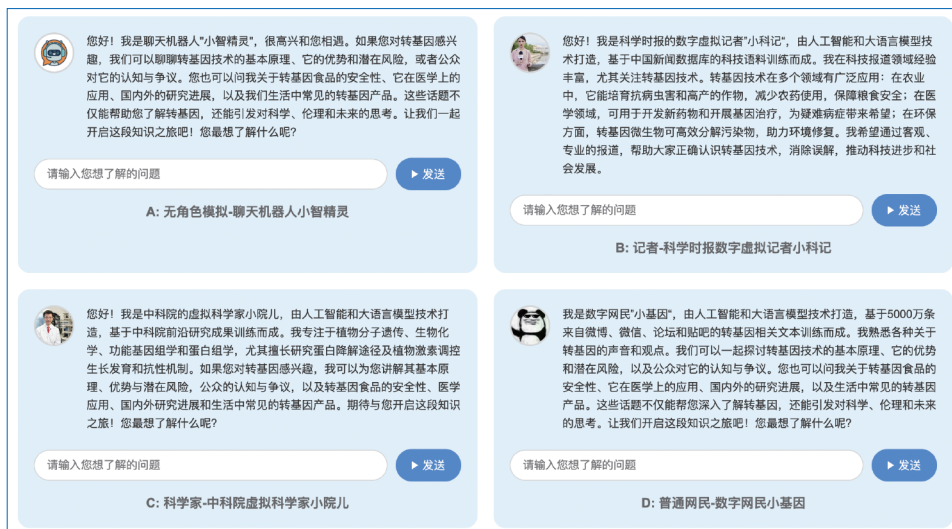 您好！我是聊天机器人"小智精灵"，很高兴和您相遇。如果您对转基因感兴
趣，我们可以聊聊转基因技术的基本原理、它的优势和潜在风险，或者公众
对它的认知与争议。您也可以问我关于转基因食品的安全性、它在医学上的
应用、国内外的研究进展，以及我们生活中常见的转基因产品。这些话题不
仅能帮助您了解转基因，还能引发对科学、伦理和未来的思考。让我们一起
开启这段知识之旅吧！您最想了解什么呢？
请输入您想了解的问题
发送
A: 无角色模拟-聊天机器人小智精灵
您好！我是科学时报的数字虚拟记者"小科记"，由人工智能和大语言模型技
术打造，基于中国新闻数据库的科技语料训练而成。我在科技报道领域经验
丰富，尤其关注转基因技术。转基因技术在多个领域有广泛应用：在农业
中，它能培育抗病虫害和高产的作物，减少农药使用，保障粮食安全；在医
学领域，可用于开发新药物和开展基因治疗，为疑难病症带来希望；在环保
方面，转基因微生物可高效分解污染物，助力环境修复。我希望通过客观、
专业的报道，帮助大家正确认识转基因技术，消除误解，推动科技进步和社
会发展。
请输入您想了解的问题
发送
B: 记者-科学时报数字虚拟记者小科记
您好！我是中科院的虚拟科学家小院儿，由人工智能和大语言模型技术打
造，基于中科院前沿研究成果训练而成。我专注于植物分子遗传、生物化
学、功能基因组学和蛋白组学，尤其擅长研究蛋白降解途径及植物激素调控
生长发育和抗性机制。如果您对转基因感兴趣，我可以为您讲解其基本原
理、优势与潜在风险，公众的认知与争议，以及转基因食品的安全性、医学
应用、国内外研究进展和生活中常见的转基因产品。期待与您开启这段知识
之旅！您最想了解什么呢？
请输入您想了解的问题
发送
C: 科学家-中科院虚拟科学家小院儿
我是数字网民"小基因"，由人工智能和大语言模型技术打造，基于5000万条
来自微博、微信、论坛和贴吧的转基因相关文本训练而成。我熟悉各种关于
转基因的声音和观点。我们可以一起探讨转基因技术的基本原理、它的优势
和潜在风险，以及公众对它的认知与争议。您也可以问我关于转基因食品的
安全性、它在医学上的应用、国内外的研究进展，以及生活中常见的转基因
产品。这些话题不仅能帮您深入了解转基因，还能引发对科学、伦理和未来
的思考。让我们开启这段知识之旅吧！您最想了解什么呢？
请输入您想了解的问题
发送
D: 普通网民-数字网民小基因